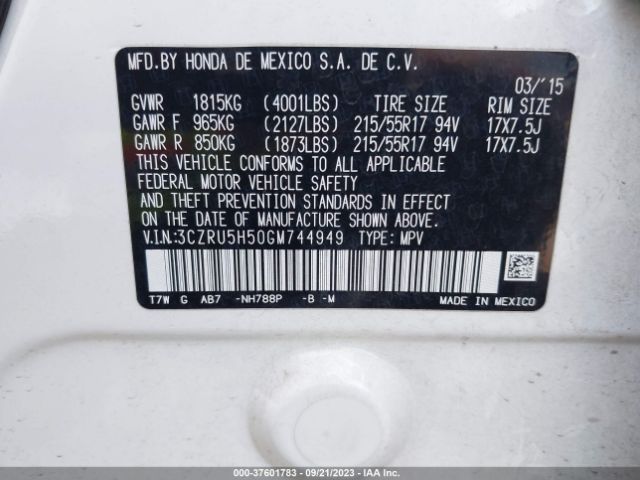 MFD.BY HONDA DE MEXICO S.A. DE C.V.
03/'15
GVWR 1815KG (4001LBS) TIRE SIZE RIM SIZE
GAWR F 965KG (2127LBS) 215/55R17 94V 17X7.5J
GAWR R 850KG (1873LBS) 215/55R17 94V 17X7.5J
THIS VEHICLE CONFORMS TO ALL APPLICABLE
FEDERAL MOTOR VEHICLE SAFETY
AND THEFT PREVENTION STANDARDS IN EFFECT
ON THE DATE OF MANUFACTURE SHOWN ABOVE.
V.I.N.:3CZRU5H50GM744949 TYPE: MPV
T7W G AB7 -NH788P -B -M MADE IN MEXICO
000-37601783 - 09/21/2023 - IAA Inc.